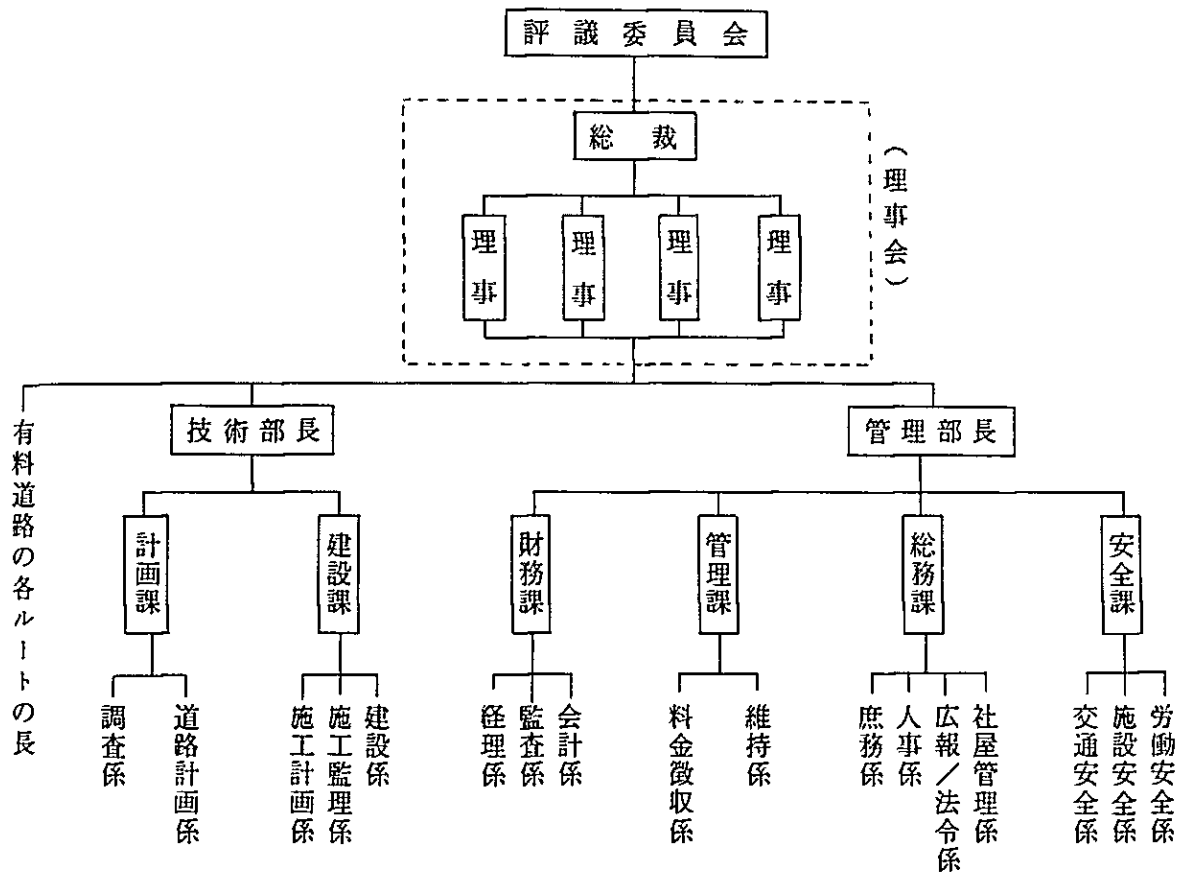 評議委員会
総裁
(理事会)
理事
理事
理事
理事
有料道路の各ルートの長
技術部長
管理部長
計画課
建設課
財務課
管理課
総務課
安全課
調査係
道路計画係
施工計画係
施工監理係
建設係
経理係
監査係
会計係
料金徴収係
維持係
庶務係
人事係
広報/法令係
社屋管理係
交通安全係
施設安全係
労働安全係